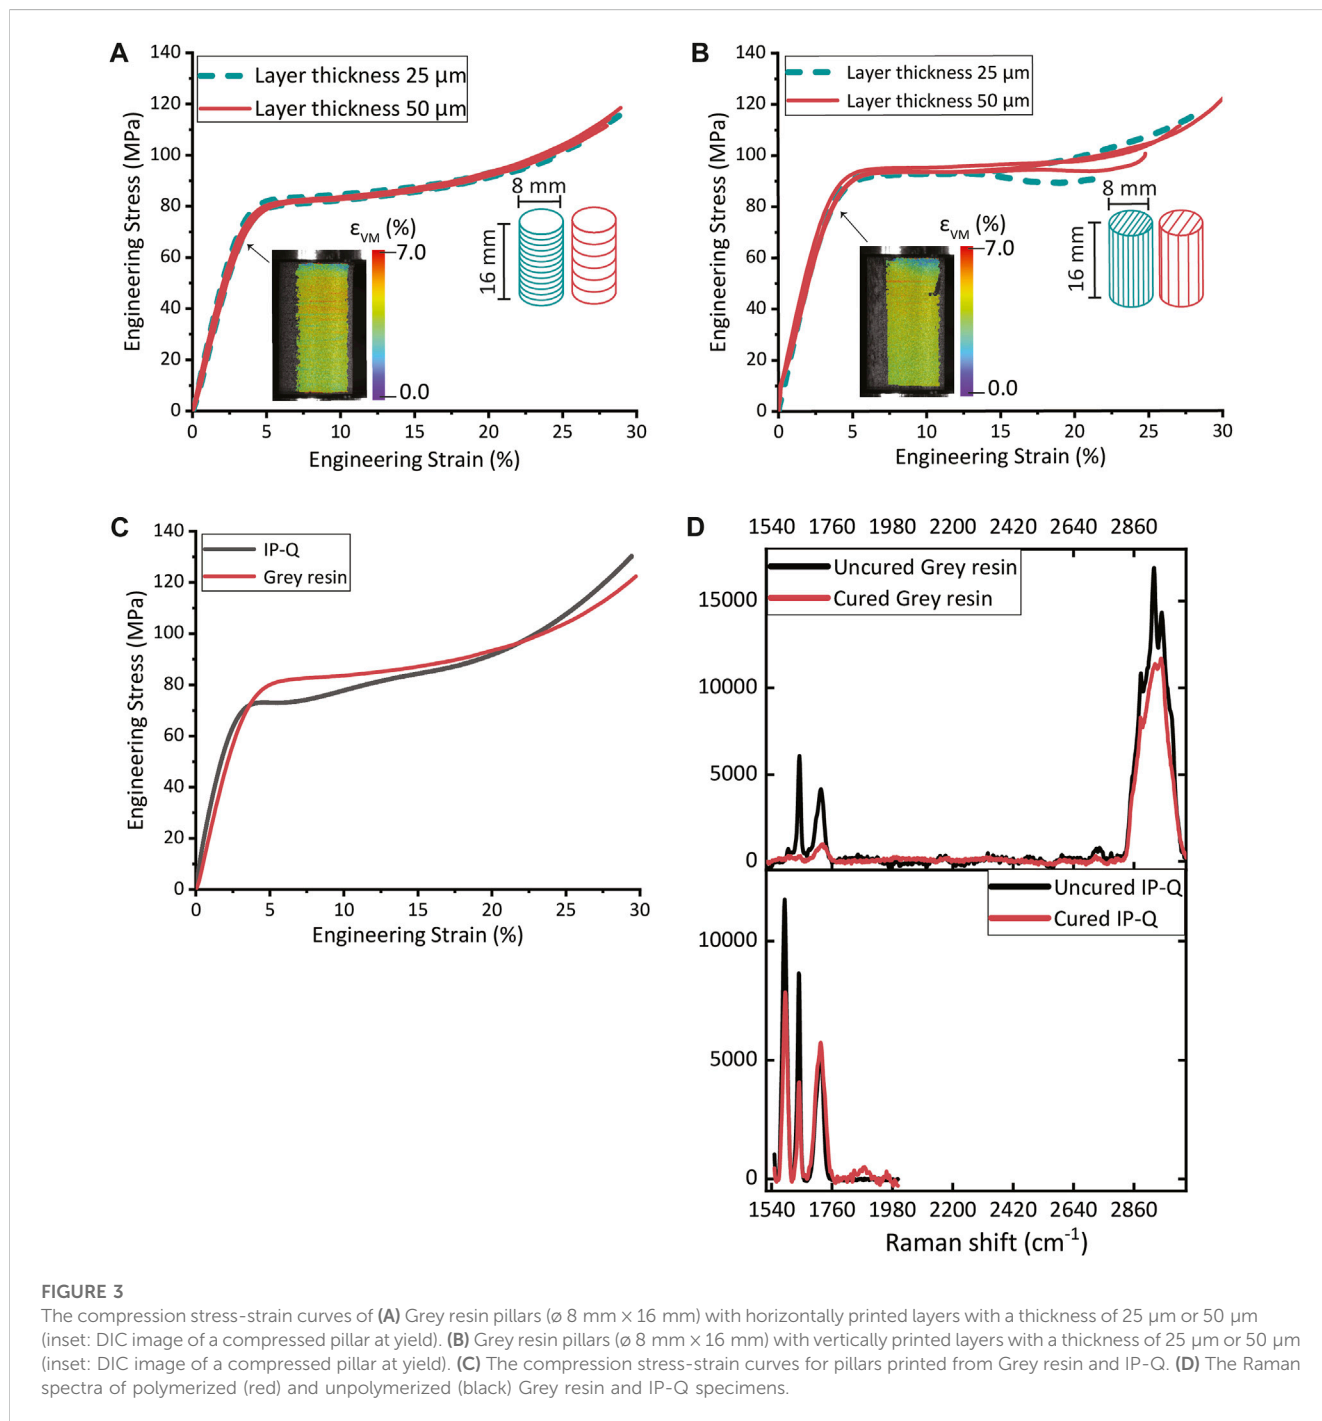 A
140
120
100
80
60
40
20
0
Engineering Stress (MPa)
Layer thickness 25 µm
Layer thickness 50 µm
8 mm
16 mm
εVM (%)
7.0
0.0
0 5 10 15 20 25 30
Engineering Strain (%)
B
140
120
100
80
60
40
20
0
Engineering Stress (MPa)
Layer thickness 25 µm
Layer thickness 50 µm
8 mm
16 mm
εVM (%)
7.0
0.0
0 5 10 15 20 25 30
Engineering Strain (%)
C
140
120
100
80
60
40
20
0
Engineering Stress (MPa)
IP-Q
Grey resin
0 5 10 15 20 25 30
Engineering Strain (%)
D
1540 1760 1980 2200 2420 2640 2860
Uncured Grey resin
Cured Grey resin
15000
10000
5000
0
Uncured IP-Q
Cured IP-Q
10000
5000
0
1540 1760 1980 2200 2420 2640 2860
Raman shift (cm⁻¹)
FIGURE 3
The compression stress-strain curves of (A) Grey resin pillars (ø 8 mm × 16 mm) with horizontally printed layers with a thickness of 25 µm or 50 µm
(inset: DIC image of a compressed pillar at yield). (B) Grey resin pillars (ø 8 mm × 16 mm) with vertically printed layers with a thickness of 25 µm or 50 µm
(inset: DIC image of a compressed pillar at yield). (C) The compression stress-strain curves for pillars printed from Grey resin and IP-Q. (D) The Raman
spectra of polymerized (red) and unpolymerized (black) Grey resin and IP-Q specimens.